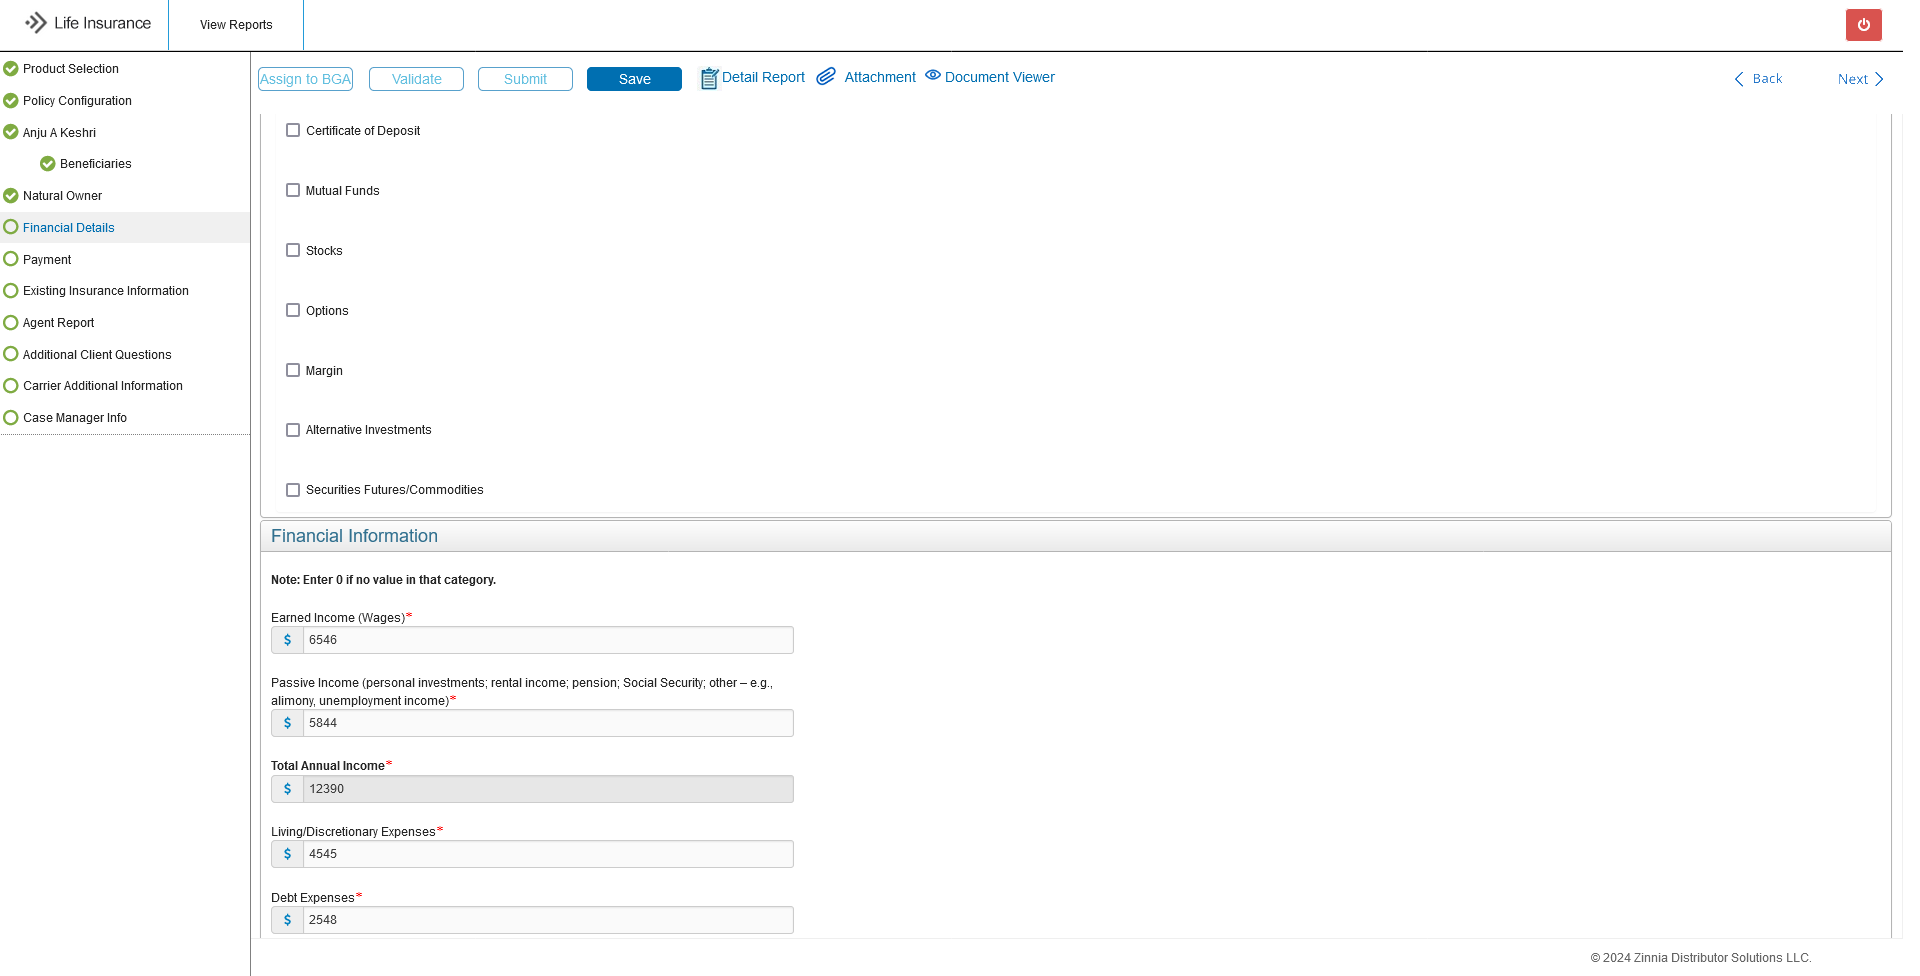 Life Insurance
View Reports
Product Selection
Policy Configuration
Anju A Keshri
Beneficiaries
Natural Owner
Financial Details
Payment
Existing Insurance Information
Agent Report
Additional Client Questions
Carrier Additional Information
Case Manager Info
Assign to BGA
Validate
Submit
Save
Detail Report
Attachment
Document Viewer
Back
Next
Certificate of Deposit
Mutual Funds
Stocks
Options
Margin
Alternative Investments
Securities Futures/Commodities
Financial Information
Note: Enter 0 if no value in that category.
Earned Income (Wages)*
$ 6546
Passive Income (personal investments; rental income; pension; Social Security; other – e.g.,
alimony, unemployment income)*
$ 5844
Total Annual Income*
$ 12390
Living/Discretionary Expenses*
$ 4545
Debt Expenses*
$ 2548
© 2024 Zinnia Distributor Solutions LLC.